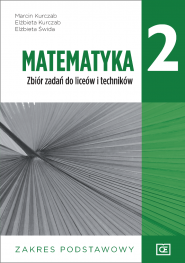 Marcin Kurczab
Elżbieta Kurczab
Elżbieta Świda
MATEMATYKA 2
Zbiór zadań do liceów i techników
ZAKRES PODSTAWOWY